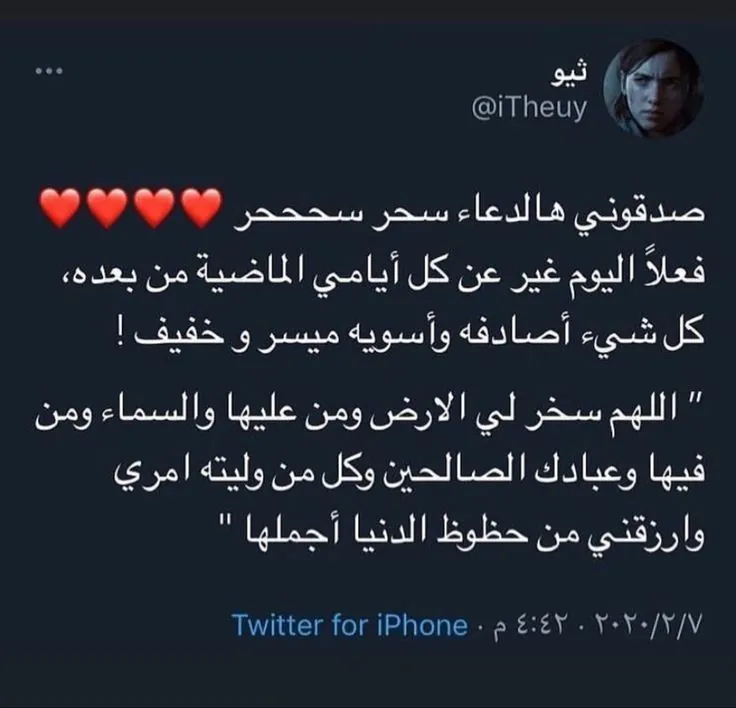 ثيو
@iTheuy
صدقوني هالدعاء سحر سحححر ❤️❤️❤️❤️
فعلاً اليوم غير عن كل أيامي الماضية من بعده،
كل شيء أصادفه وأسويه ميسر و خفيف !
" اللهم سخر لي الارض ومن عليها والسماء ومن
فيها وعبادك الصالحين وكل من وليته امري
وارزقني من حظوظ الدنيا أجملها "
٢٠٢٠/٢/٧ · ٤:٤٢ م · Twitter for iPhone